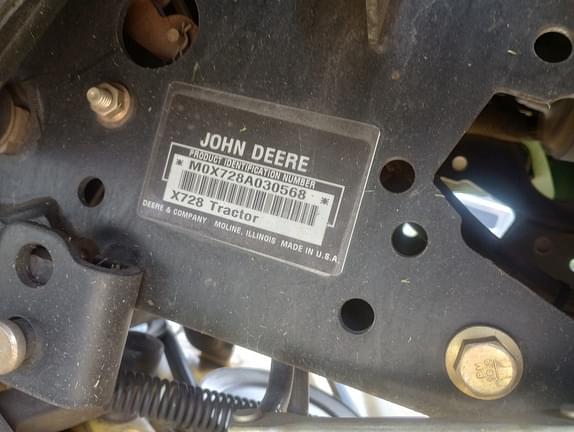 JOHN DEERE
PRODUCT IDENTIFICATION NUMBER
* M0X728A030568 *
X728 Tractor
DEERE & COMPANY MOLINE, ILLINOIS MADE IN U.S.A.